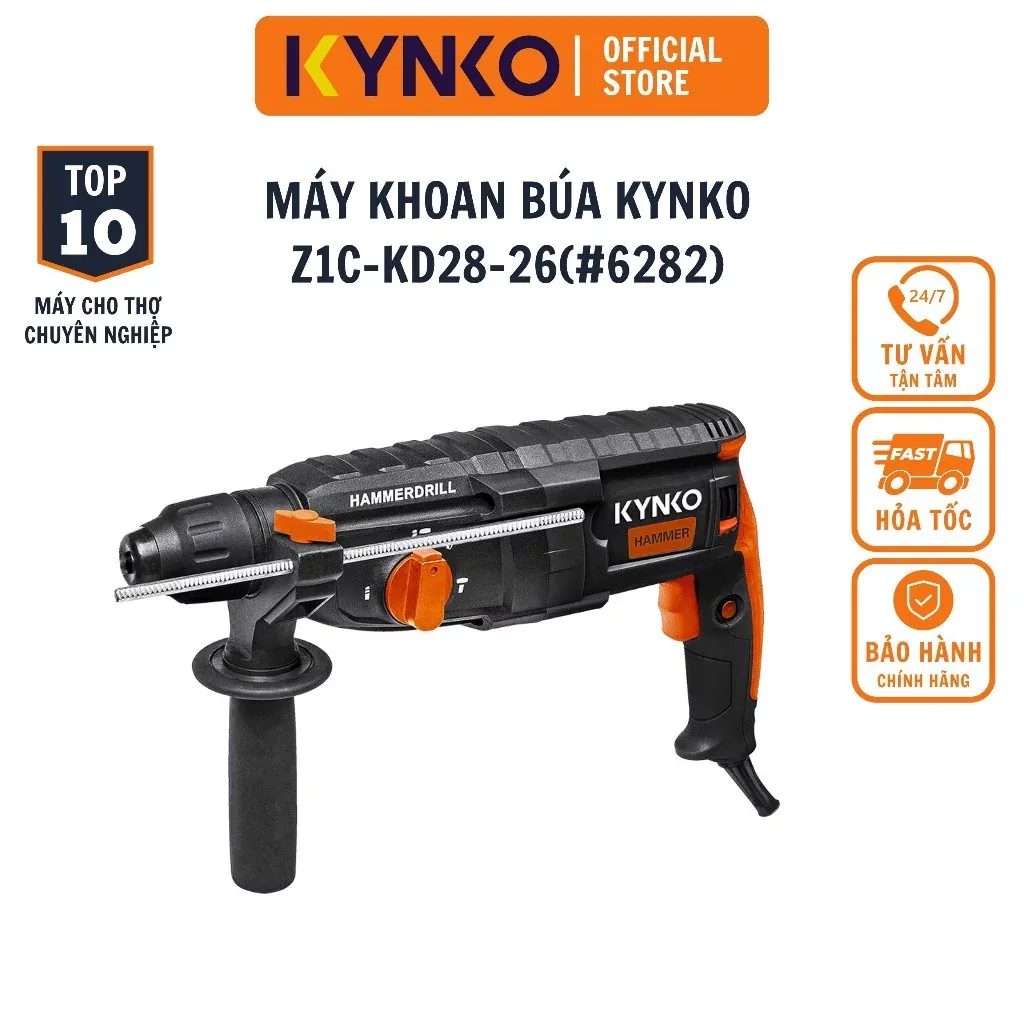 KYNKO
OFFICIAL
STORE
TOP
10
MÁY CHO THỢ
CHUYÊN NGHIỆP
MÁY KHOAN BÚA KYNKO
Z1C-KD28-26(#6282)
24/7
TƯ VẤN
TẬN TÂM
FAST
HỎA TỐC
BẢO HÀNH
CHÍNH HÃNG
HAMMERDRILL
KYNKO
HAMMER